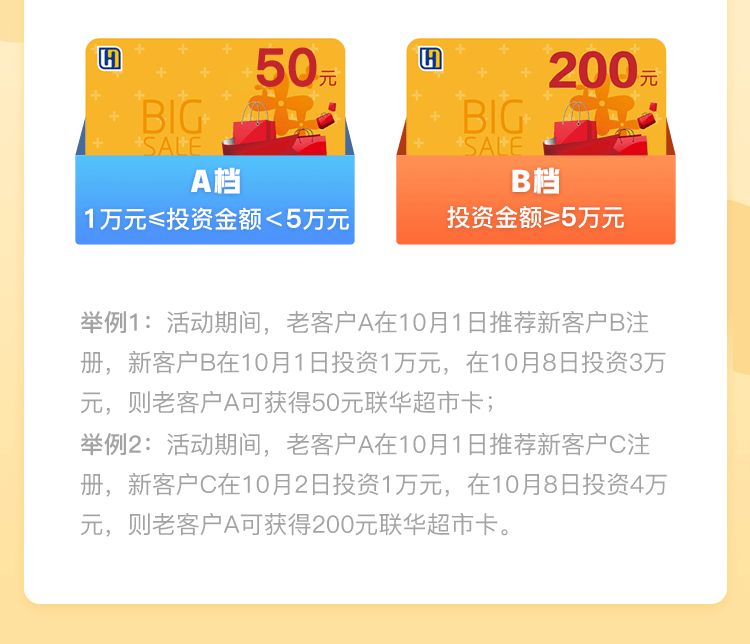 50元
200元
BIG
SALE
BIG
SALE
A档
B档
1万元≤投资金额<5万元
投资金额≥5万元
举例1：活动期间，老客户A在10月1日推荐新客户B注
册，新客户B在10月1日投资1万元，在10月8日投资3万
元，则老客户A可获得50元联华超市卡；
举例2：活动期间，老客户A在10月1日推荐新客户C注
册，新客户C在10月2日投资1万元，在10月8日投资4万
元，则老客户A可获得200元联华超市卡。